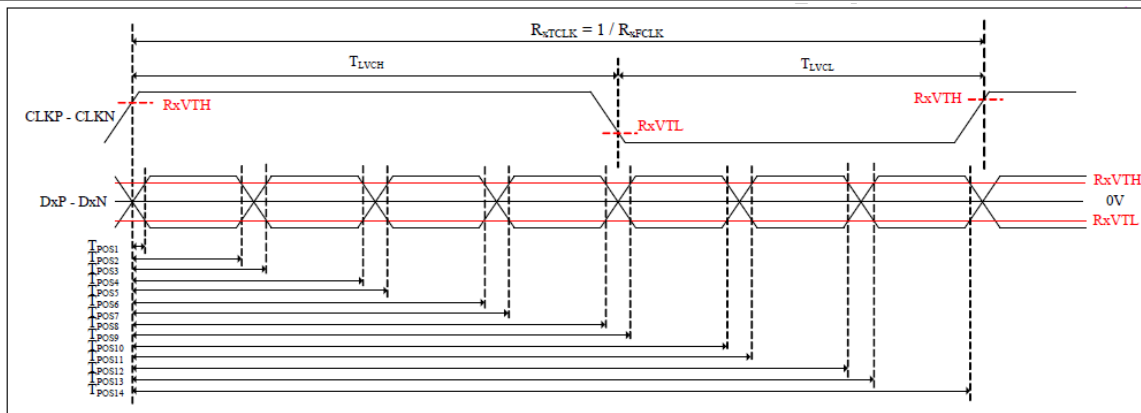 RxTCLK = 1 / RxFCLK
TLVCH TLVCL
RxVTH RxVTH
CLKP - CLKN
RxVTL
RxVTH
DxP - DxN 0V
RxVTL
TPOS1
TPOS2
TPOS3
TPOS4
TPOS5
TPOS6
TPOS7
TPOS8
TPOS9
TPOS10
TPOS11
TPOS12
TPOS13
TPOS14